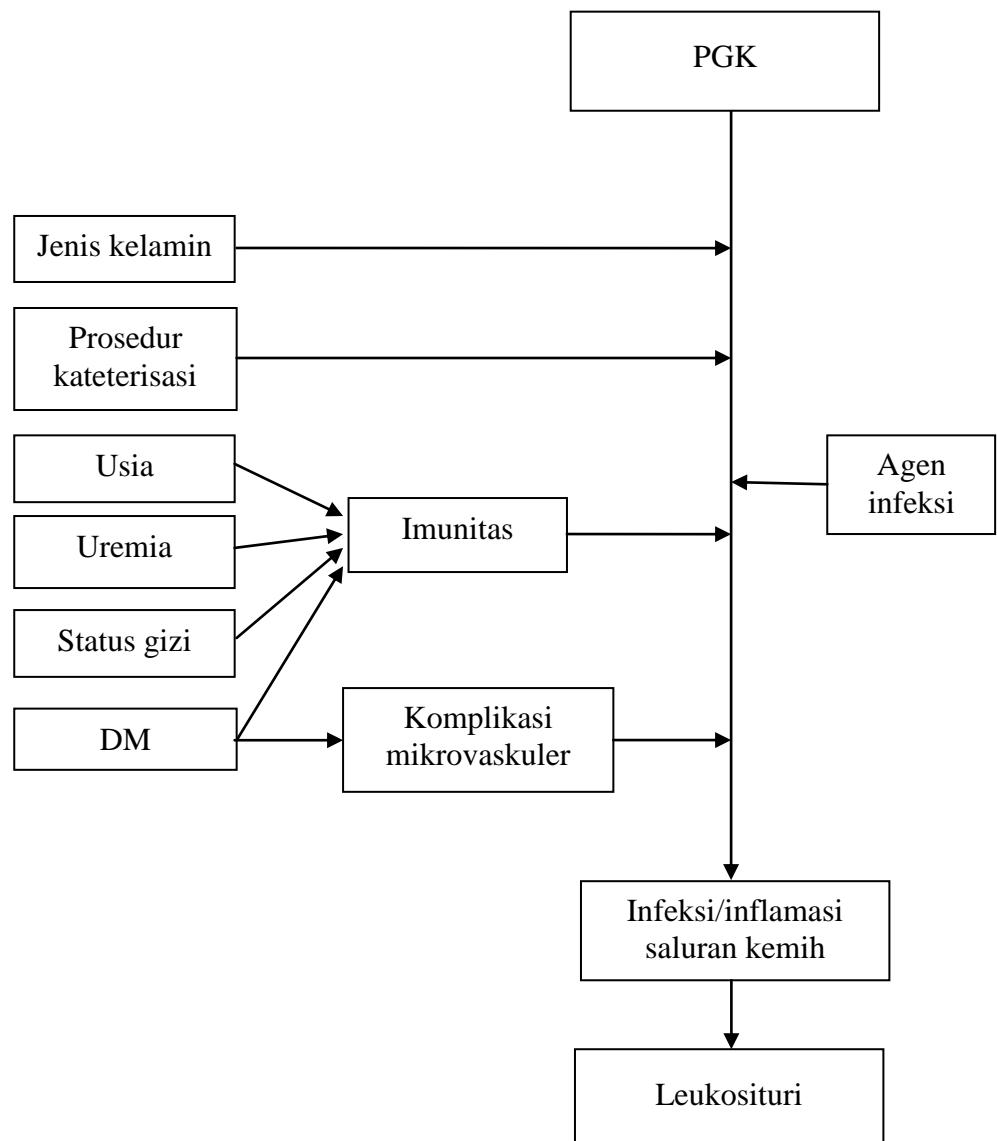 PGK
Jenis kelamin
Prosedur
kateterisasi
Usia
Agen
infeksi
Imunitas
Uremia
Status gizi
DM
Komplikasi
mikrovaskuler
Infeksi/inflamasi
saluran kemih
Leukosituri